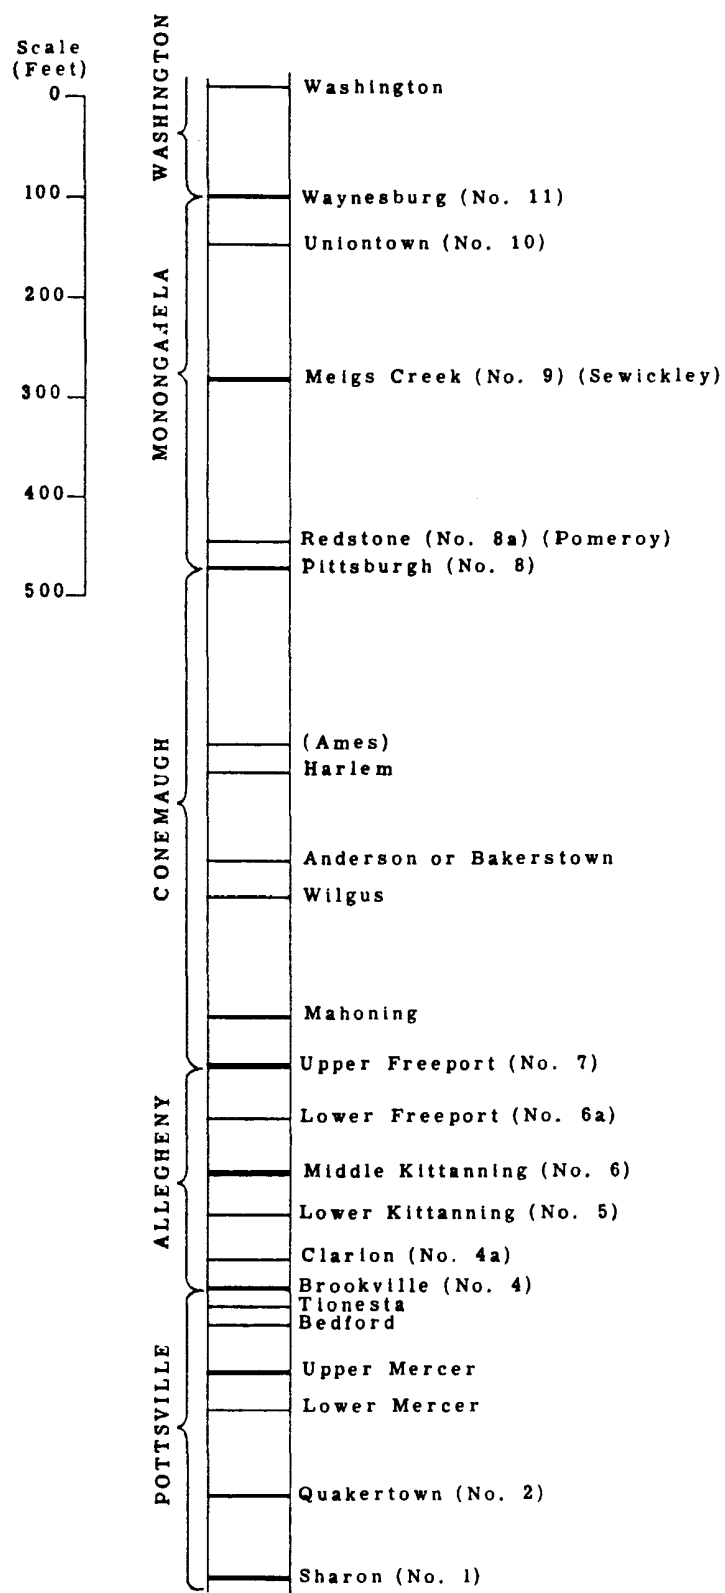 Scale
(Feet)
0
100
200
300
400
500
WASHINGTON
MONONGAHELA
CONEMAUGH
ALLEGHENY
POTTSVILLE
Washington
Waynesburg (No. 11)
Uniontown (No. 10)
Meigs Creek (No. 9) (Sewickley)
Redstone (No. 8a) (Pomeroy)
Pittsburgh (No. 8)
(Ames)
Harlem
Anderson or Bakerstown
Wilgus
Mahoning
Upper Freeport (No. 7)
Lower Freeport (No. 6a)
Middle Kittanning (No. 6)
Lower Kittanning (No. 5)
Clarion (No. 4a)
Brookville (No. 4)
Tionesta
Bedford
Upper Mercer
Lower Mercer
Quakertown (No. 2)
Sharon (No. 1)